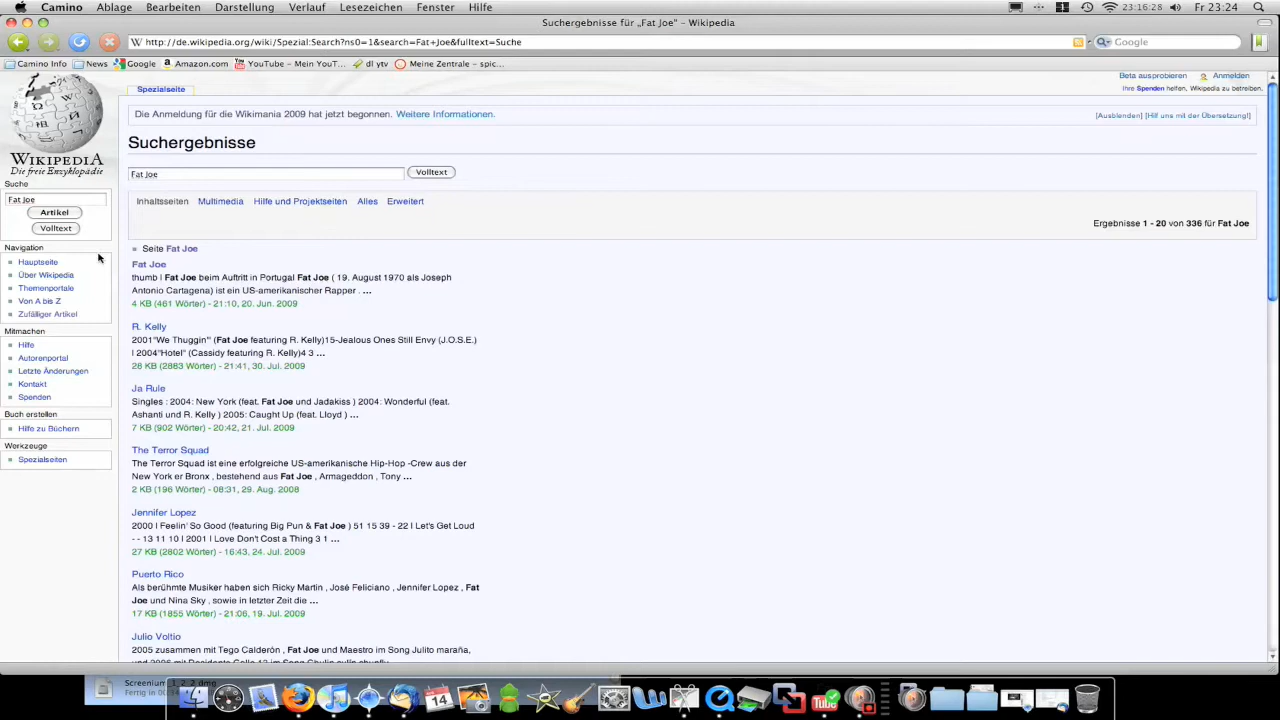 Camino Ablage Bearbeiten Darstellung Verlauf Lesezeichen Fenster Hilfe 23:16:28 Fr 23:24
Suchergebnisse für „Fat Joe" – Wikipedia
http://de.wikipedia.org/wiki/Spezial:Search?ns0=1&search=Fat+Joe&fulltext=Suche Google
Camino Info News Google Amazon.com YouTube – Mein YouT... dl ytv Meine Zentrale – spic...
Beta ausprobieren Anmelden
Ihre Spenden helfen, Wikipedia zu betreiben.
Spezialseite
Die Anmeldung für die Wikimania 2009 hat jetzt begonnen. Weitere Informationen. [Ausblenden] [Hilf uns mit der Übersetzung!]
Suchergebnisse
Fat Joe Volltext
Inhaltsseiten Multimedia Hilfe und Projektseiten Alles Erweitert
Ergebnisse 1 - 20 von 336 für Fat Joe
WIKIPEDIA
Die freie Enzyklopädie
Suche
Fat Joe
Artikel
Volltext
Navigation
Hauptseite
Über Wikipedia
Themenportale
Von A bis Z
Zufälliger Artikel
Mitmachen
Hilfe
Autorenportal
Letzte Änderungen
Kontakt
Spenden
Buch erstellen
Hilfe zu Büchern
Werkzeuge
Spezialseiten
Seite Fat Joe
Fat Joe
thumb | Fat Joe beim Auftritt in Portugal Fat Joe ( 19. August 1970 als Joseph
Antonio Cartagena) ist ein US-amerikanischer Rapper . ...
4 KB (461 Wörter) - 21:10, 20. Jun. 2009
R. Kelly
2001"We Thuggin'" (Fat Joe featuring R. Kelly)15-Jealous Ones Still Envy (J.O.S.E.)
| 2004"Hotel" (Cassidy featuring R. Kelly)4 3 ...
28 KB (2883 Wörter) - 21:41, 30. Jul. 2009
Ja Rule
Singles : 2004: New York (feat. Fat Joe und Jadakiss ) 2004: Wonderful (feat.
Ashanti und R. Kelly ) 2005: Caught Up (feat. Lloyd ) ...
7 KB (902 Wörter) - 20:42, 21. Jul. 2009
The Terror Squad
The Terror Squad ist eine erfolgreiche US-amerikanische Hip-Hop -Crew aus der
New York er Bronx , bestehend aus Fat Joe , Armageddon , Tony ...
2 KB (196 Wörter) - 08:31, 29. Aug. 2008
Jennifer Lopez
2000 | Feelin' So Good (featuring Big Pun & Fat Joe ) 51 15 39 - 22 | Let's Get Loud
- - 13 11 10 | 2001 | Love Don't Cost a Thing 3 1 ...
27 KB (2802 Wörter) - 16:43, 24. Jul. 2009
Puerto Rico
Als berühmte Musiker haben sich Ricky Martin , José Feliciano , Jennifer Lopez , Fat
Joe und Nina Sky , sowie in letzter Zeit die ...
17 KB (1855 Wörter) - 21:06, 19. Jul. 2009
Julio Voltio
2005 zusammen mit Tego Calderón , Fat Joe und Maestro im Song Julito maraña,
Screenium_1_2_2.dmg
Fertig in